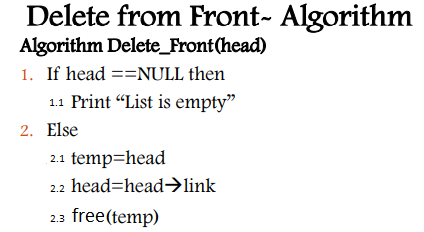 Delete from Front- Algorithm
Algorithm Delete_Front(head)
1. If head ==NULL then
1.1 Print “List is empty”
2. Else
2.1 temp=head
2.2 head=head→link
2.3 free(temp)